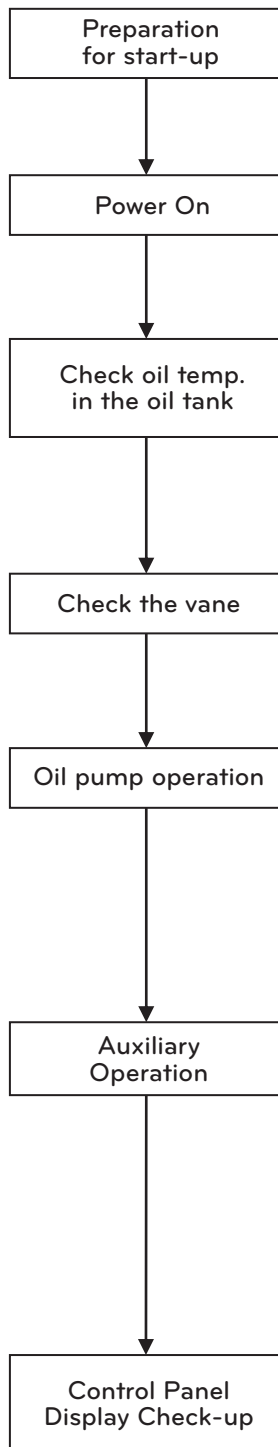 Preparation
for start-up
Power On
Check oil temp.
in the oil tank
Check the vane
Oil pump operation
Auxiliary
Operation
Control Panel
Display Check-up